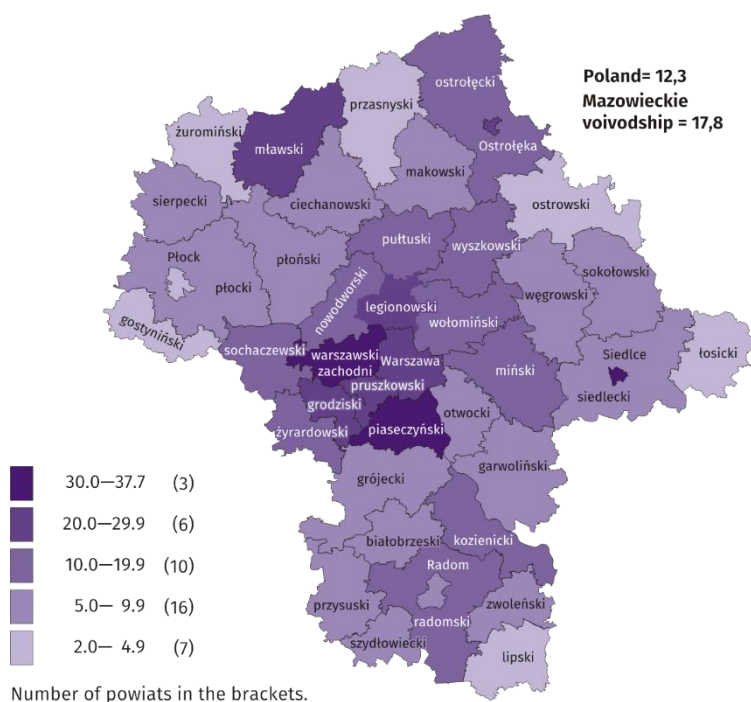 ostrołęcki
Poland= 12,3
Mazowieckie
voivodship = 17,8
przasnyski
żuromiński
mławski
Ostrołęka
makowski
sierpecki
ciechanowski
ostrowski
pułtuski
wyszkowski
Płock
płoński
sokołowski
płocki
nowodworski
węgrowski
legionowski
gostyniński
wołomiński
sochaczewski
warszawski
zachodni
Warszawa
Siedlce
łosicki
miński
pruszkowski
siedlecki
grodziski
otwocki
żyrardowski
piaseczyński
garwoliński
grójecki
30.0—37.7 (3)
20.0—29.9 (6)
10.0—19.9 (10)
5.0— 9.9 (16)
2.0— 4.9 (7)
białobrzeski
kozienicki
Radom
przysuski
zwoleński
radomski
szydłowiecki
lipski
Number of powiats in the brackets.